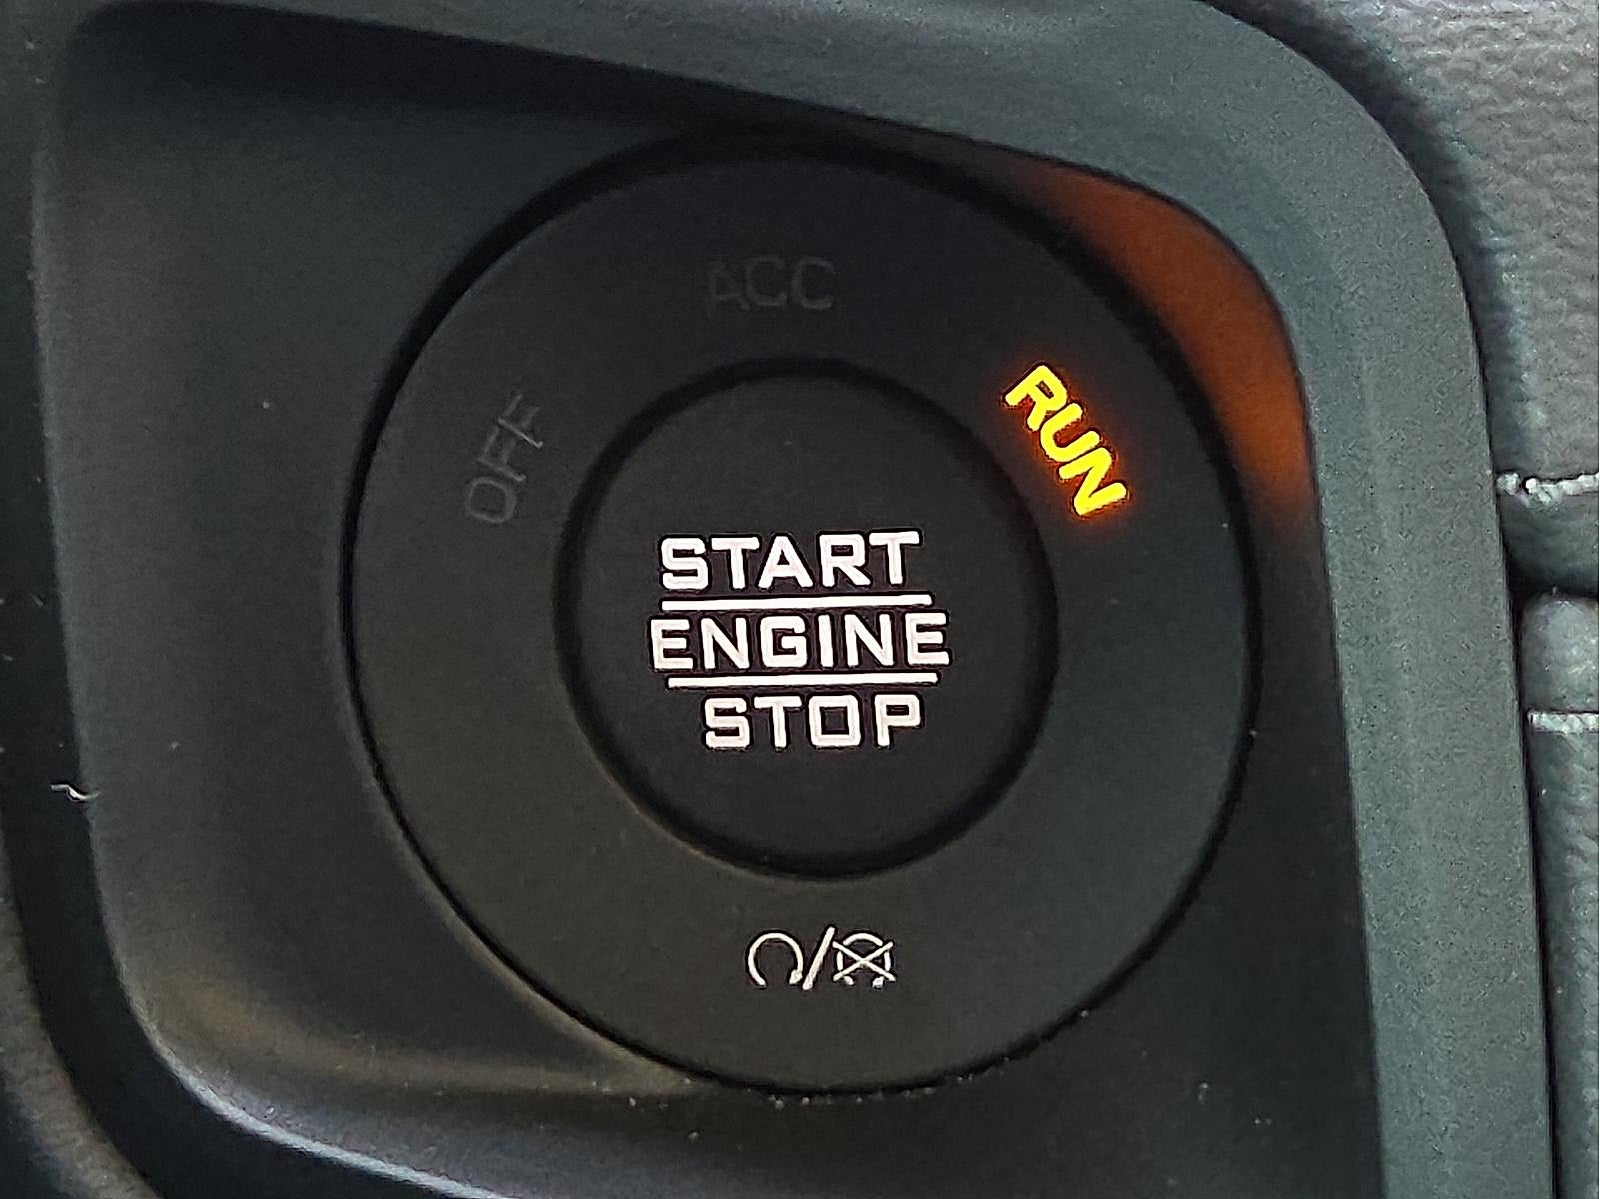 ACC
OFF
RUN
START
ENGINE
STOP